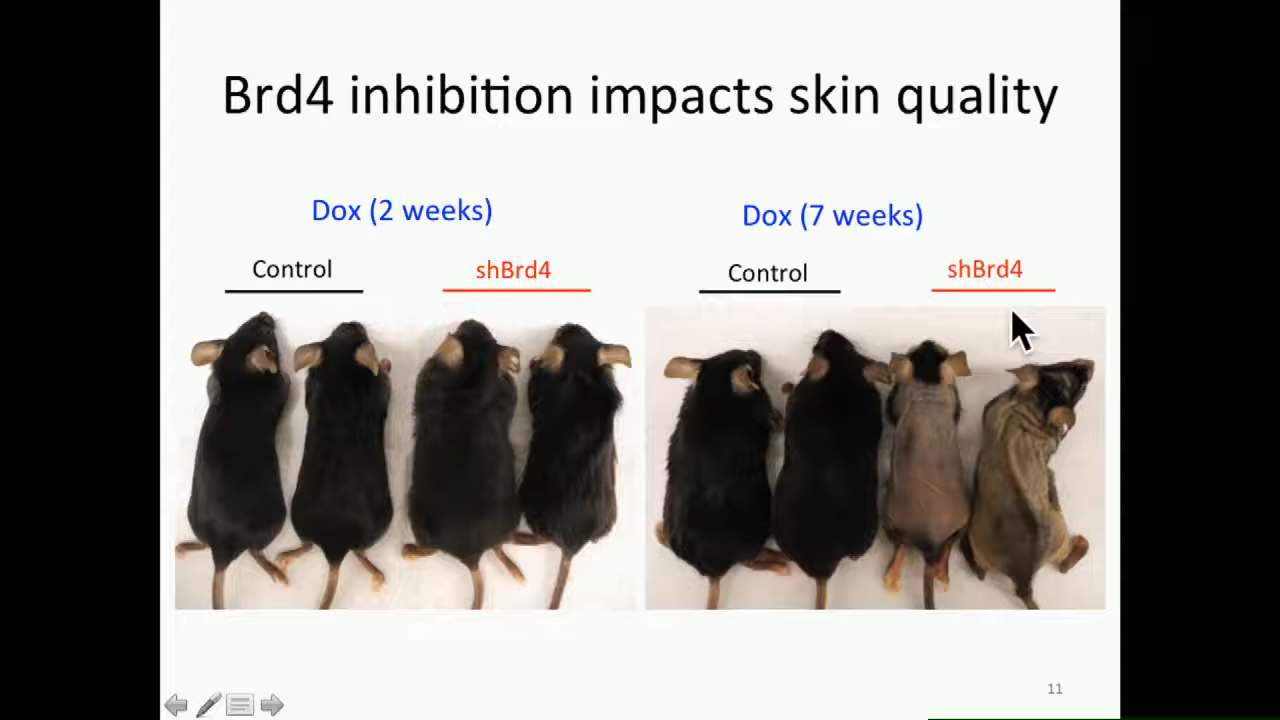 Brd4 inhibition impacts skin quality
Dox (2 weeks)
Dox (7 weeks)
Control
shBrd4
Control
shBrd4
11